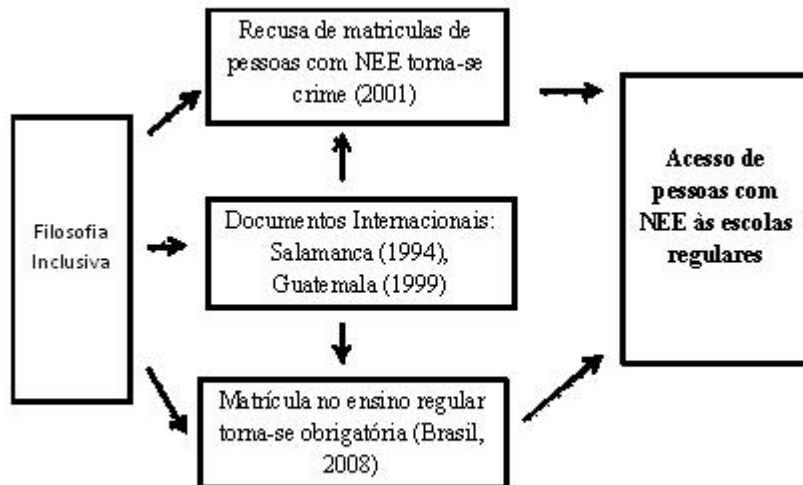 Recusa de matriculas de
pessoas com NEE torna-se
crime (2001)
Filosofia
Inclusiva
Documentos Internacionais:
Salamanca (1994),
Guatemala (1999)
Matrícula no ensino regular
torna-se obrigatória (Brasil,
2008)
Acesso de
pessoas com
NEE às escolas
regulares